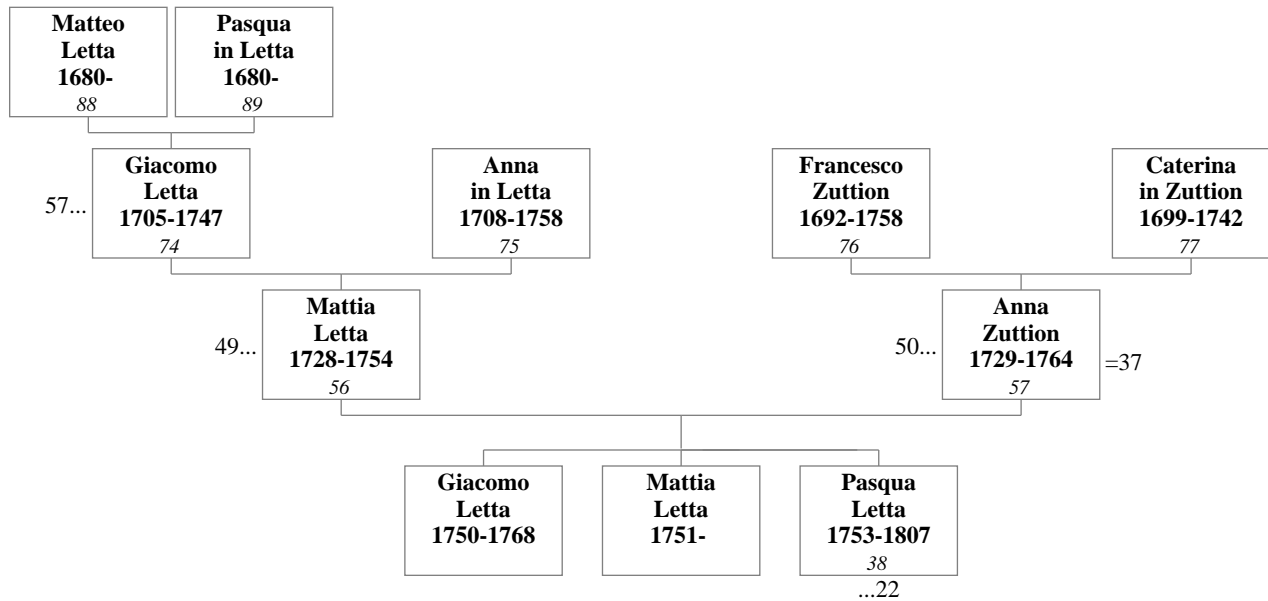 Matteo
Letta
1680-
88
Pasqua
in Letta
1680-
89
57...
Giacomo
Letta
1705-1747
74
Anna
in Letta
1708-1758
75
Francesco
Zuttion
1692-1758
76
Caterina
in Zuttion
1699-1742
77
49...
Mattia
Letta
1728-1754
56
50...
Anna
Zuttion
1729-1764
57
=37
Giacomo
Letta
1750-1768
Mattia
Letta
1751-
Pasqua
Letta
1753-1807
38
...22